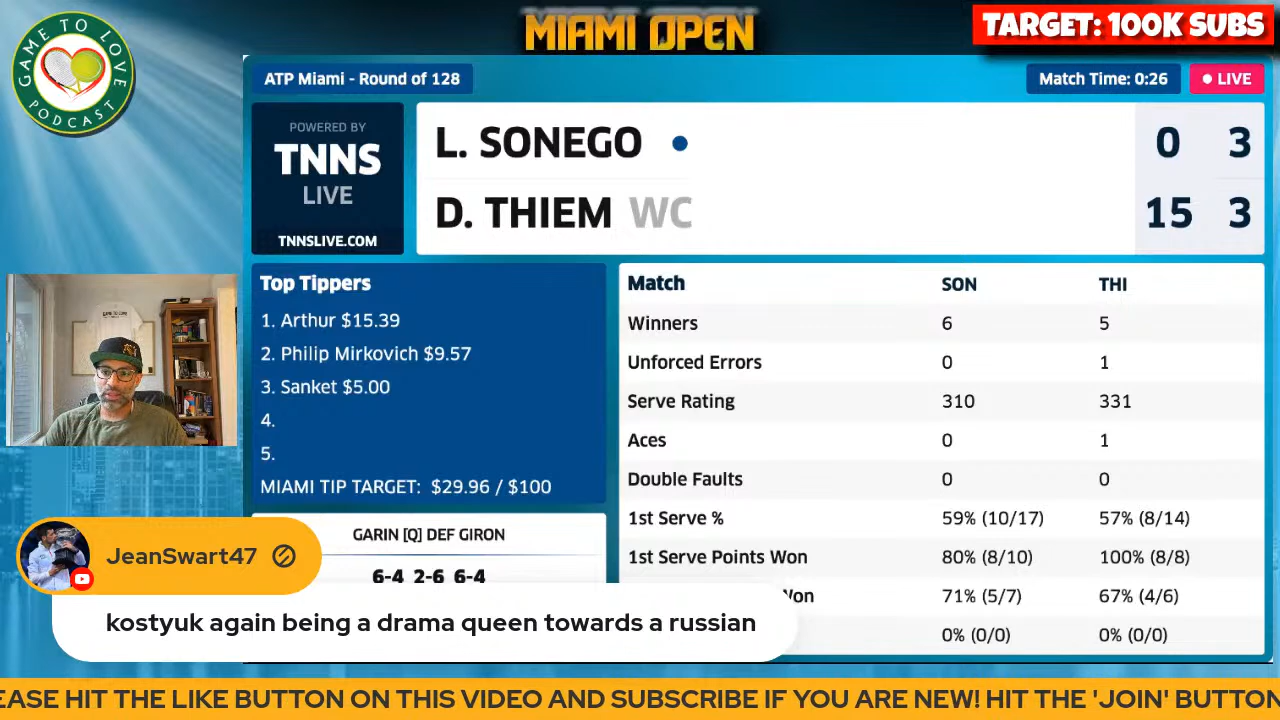 GAME TO LOVE
PODCAST
MIAMI OPEN
TARGET: 100K SUBS
ATP Miami - Round of 128
Match Time: 0:26
LIVE
POWERED BY
TNNS
LIVE
TNNSLIVE.COM
L. SONEGO 0 3
D. THIEM WC 15 3
Top Tippers
1. Arthur $15.39
2. Philip Mirkovich $9.57
3. Sanket $5.00
4.
5.
MIAMI TIP TARGET: $29.96 / $100
GARIN [Q] DEF GIRON
6-4 2-6 6-4
Match SON THI
Winners 6 5
Unforced Errors 0 1
Serve Rating 310 331
Aces 0 1
Double Faults 0 0
1st Serve % 59% (10/17) 57% (8/14)
1st Serve Points Won 80% (8/10) 100% (8/8)
Won 71% (5/7) 67% (4/6)
0% (0/0) 0% (0/0)
JeanSwart47
kostyuk again being a drama queen towards a russian
EASE HIT THE LIKE BUTTON ON THIS VIDEO AND SUBSCRIBE IF YOU ARE NEW! HIT THE 'JOIN' BUTTON